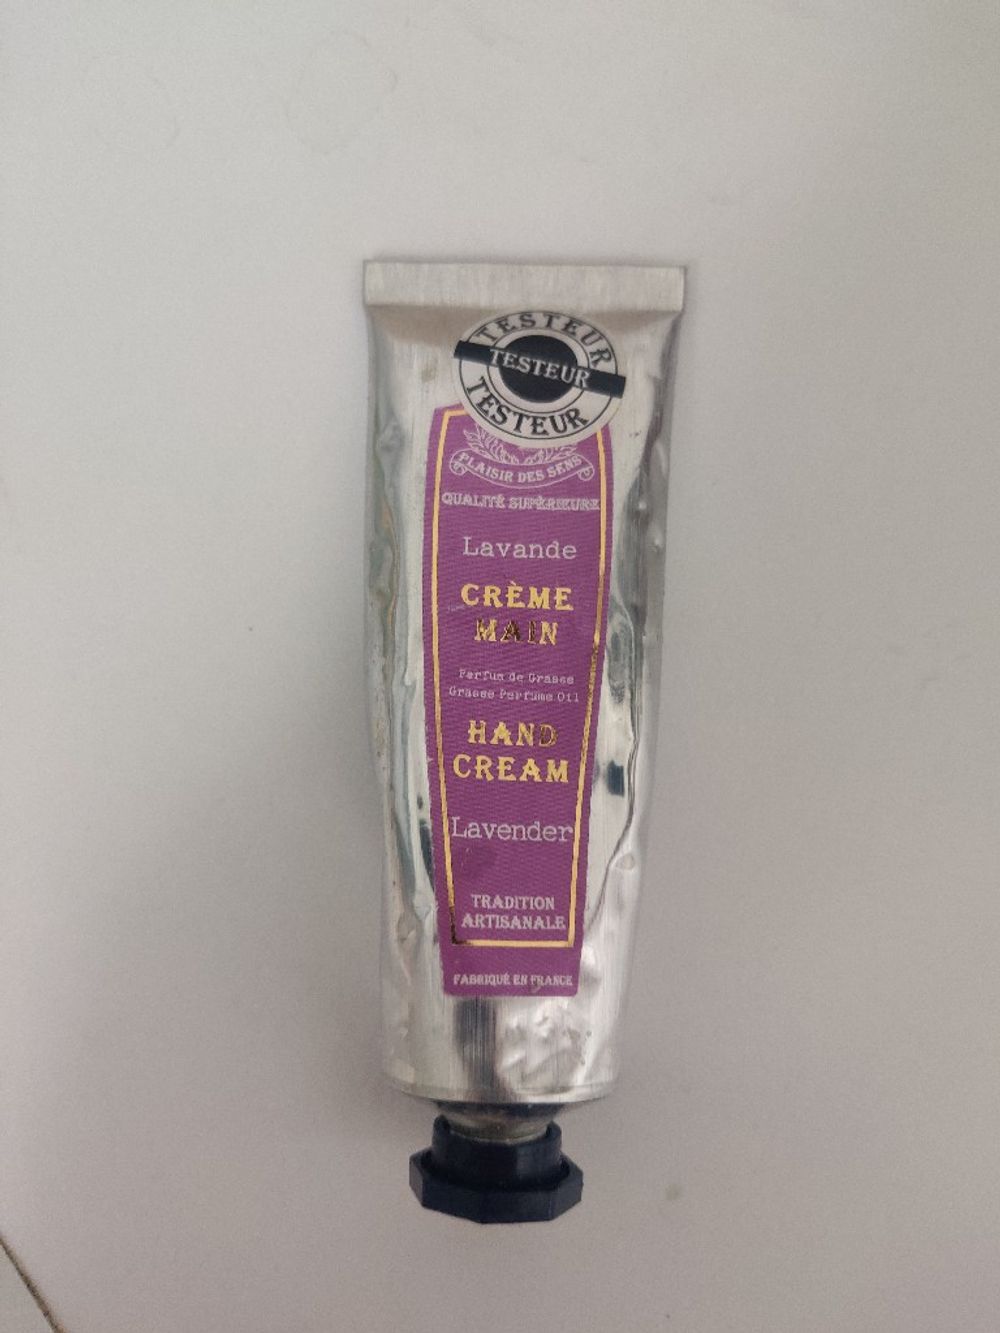 TESTEUR
TESTEUR
TESTEUR
PLAISIR DES SENS
QUALITÉ SUPÉRIEURE
Lavande
CRÈME
MAIN
Parfum de Grasse
Grasse Perfume Oil
HAND
CREAM
Lavender
TRADITION
ARTISANALE
FABRIQUÉ EN FRANCE